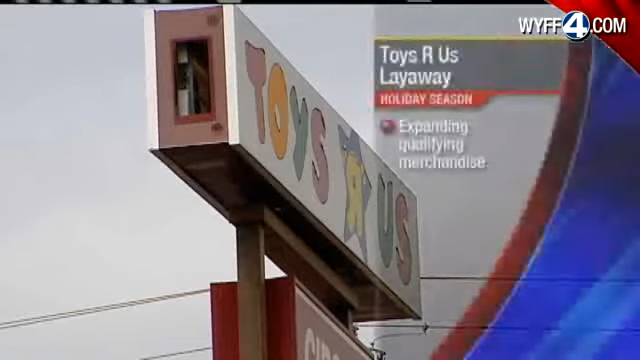 WYFF4.COM
Toys R Us
Layaway
HOLIDAY SEASON
Expanding
qualifying
merchandise
TOYS R US